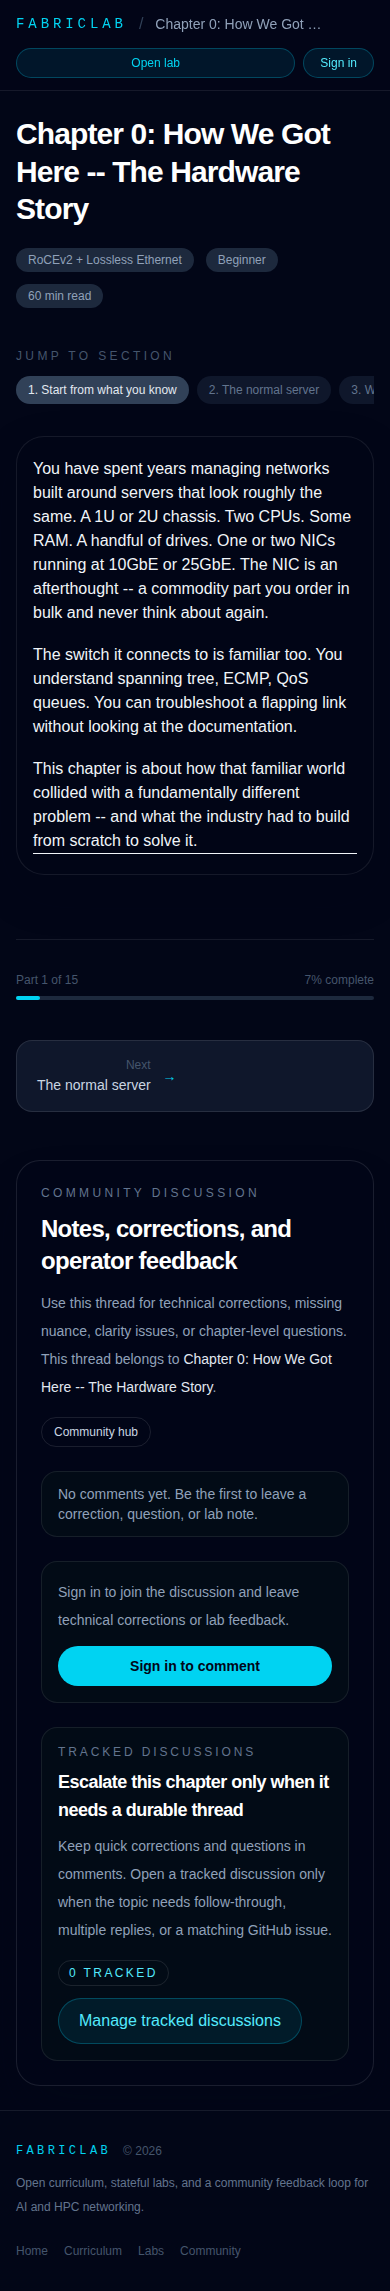 FABRICLAB / Chapter 0: How We Got …
Open lab Sign in
Chapter 0: How We Got
Here -- The Hardware
Story
RoCEv2 + Lossless Ethernet Beginner
60 min read
JUMP TO SECTION
1. Start from what you know 2. The normal server 3. W
You have spent years managing networks
built around servers that look roughly the
same. A 1U or 2U chassis. Two CPUs. Some
RAM. A handful of drives. One or two NICs
running at 10GbE or 25GbE. The NIC is an
afterthought -- a commodity part you order in
bulk and never think about again.
The switch it connects to is familiar too. You
understand spanning tree, ECMP, QoS
queues. You can troubleshoot a flapping link
without looking at the documentation.
This chapter is about how that familiar world
collided with a fundamentally different
problem -- and what the industry had to build
from scratch to solve it.
Part 1 of 15 7% complete
Next
The normal server →
COMMUNITY DISCUSSION
Notes, corrections, and
operator feedback
Use this thread for technical corrections, missing
nuance, clarity issues, or chapter-level questions.
This thread belongs to Chapter 0: How We Got
Here -- The Hardware Story.
Community hub
No comments yet. Be the first to leave a
correction, question, or lab note.
Sign in to join the discussion and leave
technical corrections or lab feedback.
Sign in to comment
TRACKED DISCUSSIONS
Escalate this chapter only when it
needs a durable thread
Keep quick corrections and questions in
comments. Open a tracked discussion only
when the topic needs follow-through,
multiple replies, or a matching GitHub issue.
0 TRACKED
Manage tracked discussions
FABRICLAB © 2026
Open curriculum, stateful labs, and a community feedback loop for
AI and HPC networking.
Home Curriculum Labs Community